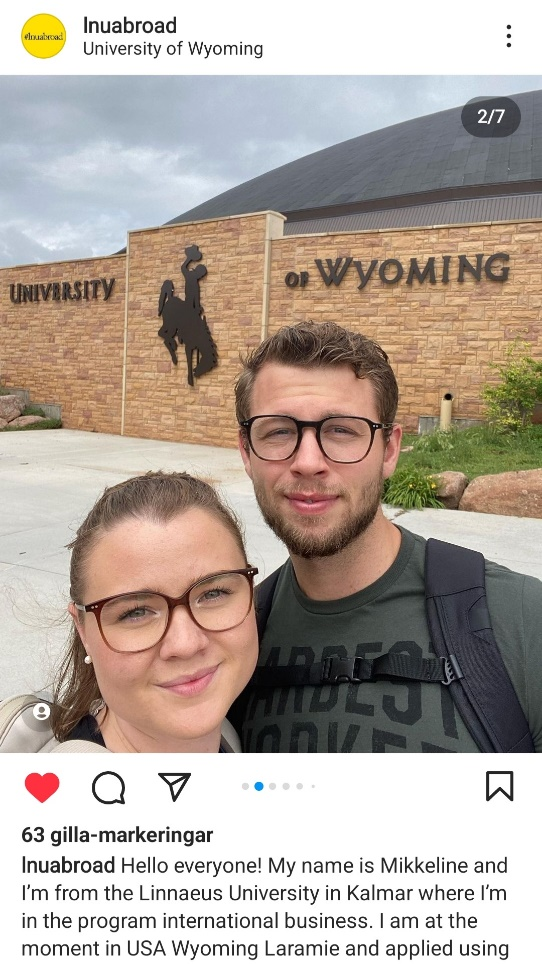 #lnuabroad
lnuabroad
University of Wyoming
2/7
UNIVERSITY
OF WYOMING
ARDEST
63 gilla-markeringar
lnuabroad Hello everyone! My name is Mikkeline and
I'm from the Linnaeus University in Kalmar where I'm
in the program international business. I am at the
moment in USA Wyoming Laramie and applied using